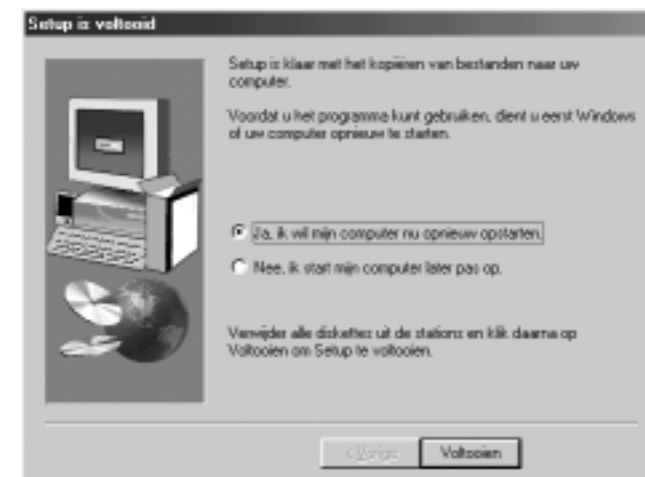 Setup is voltooid
Setup is klaar met het kopiëren van bestanden naar uw
computer.
Voordat u het programma kunt gebruiken, dient u eerst Windows
of uw computer opnieuw te starten.
Ja, ik wil mijn computer nu opnieuw opstarten.
Nee, ik start mijn computer later pas op.
Verwijder alle diskettes uit de stations en klik daarna op
Voltooien om Setup te voltooien.
< Vorige
Voltooien